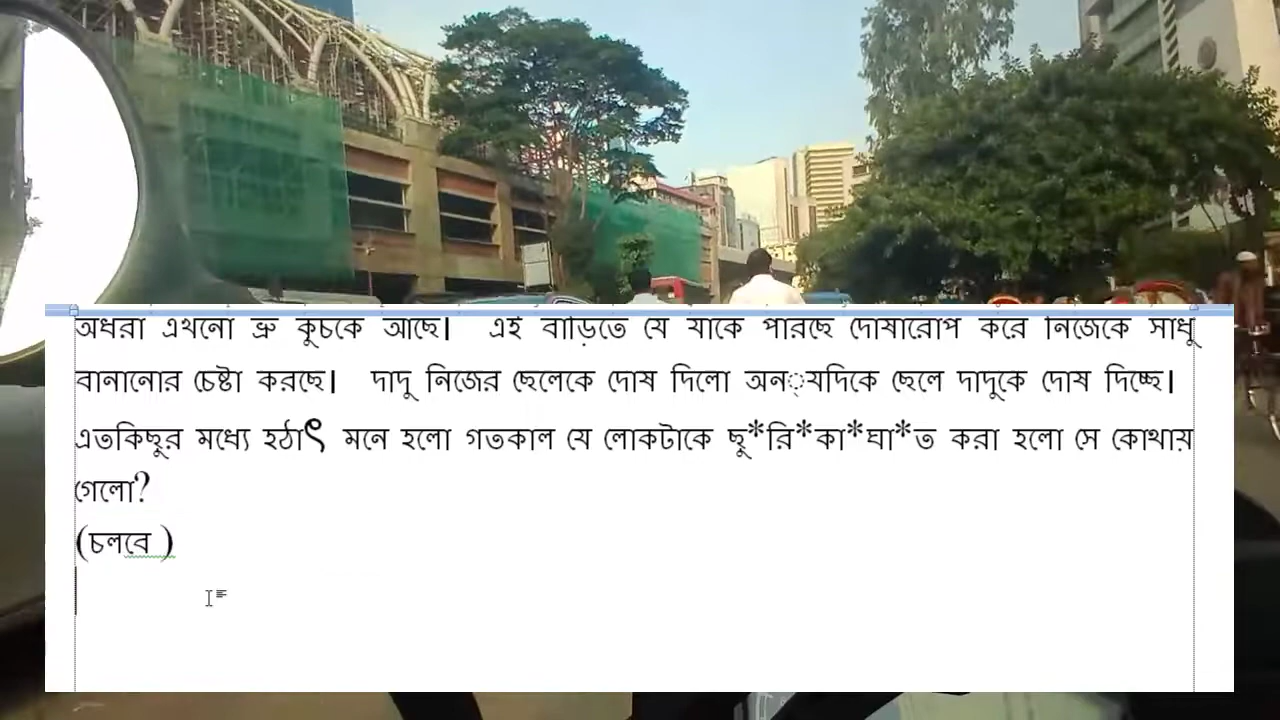 অধরা এখনো ভ্রু কুচকে আছে। এই বাড়িতে যে যাকে পারছে দোষারোপ করে নিজেকে সাধু
বানানোর চেষ্টা করছে। দাদু নিজের ছেলেকে দোষ দিলো অন্যদিকে ছেলে দাদুকে দোষ দিচ্ছে।
এতকিছুর মধ্যে হঠাৎ মনে হলো গতকাল যে লোকটাকে ছু*রি*কা*ঘা*ত করা হলো সে কোথায়
গেলো?
(চলবে )